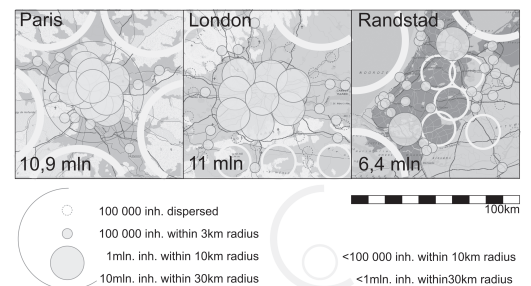 Paris
London
Randstad
10,9 mln
11 mln
6,4 mln
100km
100 000 inh. dispersed
100 000 inh. within 3km radius
1mln. inh. within 10km radius
10mln. inh. within 30km radius
<100 000 inh. within 10km radius
<1mln. inh. within30km radius